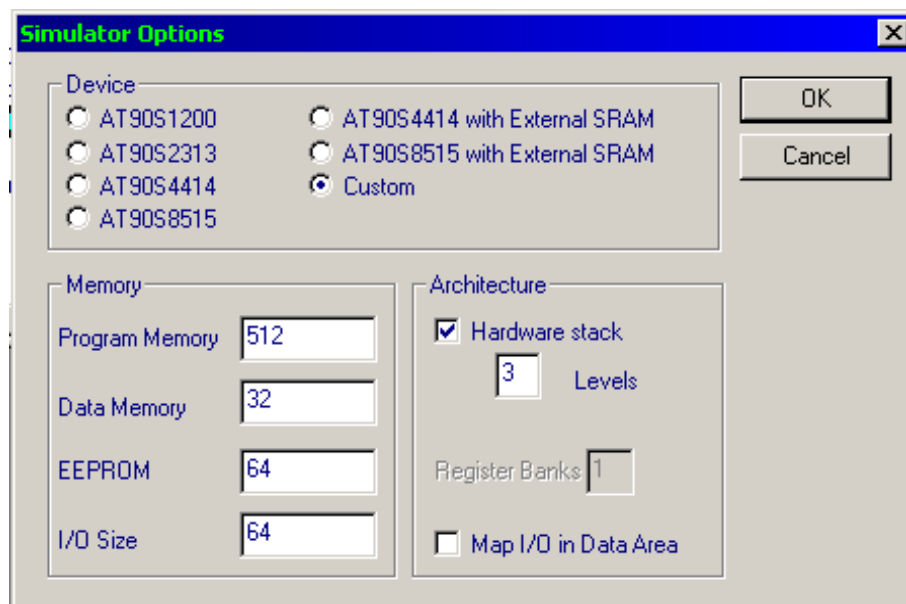 Simulator Options
Device
AT90S1200
AT90S2313
AT90S4414
AT90S8515
AT90S4414 with External SRAM
AT90S8515 with External SRAM
Custom
OK
Cancel
Memory
Program Memory 512
Data Memory 32
EEPROM 64
I/O Size 64
Architecture
Hardware stack
3 Levels
Register Banks 1
Map I/O in Data Area